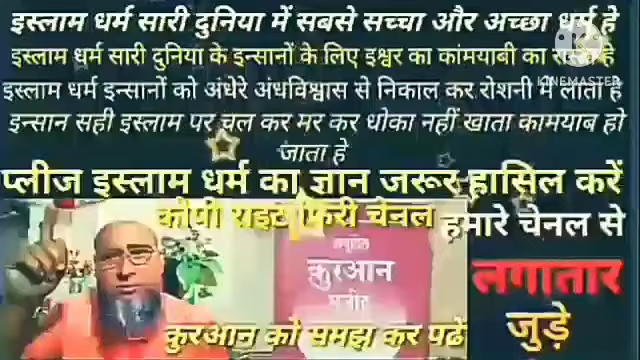 इस्लाम धर्म सारी दुनिया में सबसे सच्चा और अच्छा धर्म हे
इस्लाम धर्म सारी दुनिया के इन्सानों के लिए इश्वर का कांमयाबी का रास्ता हे
KINEMASTER
इस्लाम धर्म इन्सानों को अंधेरे अंधविश्वास से निकाल कर रोशनी में लाता हे
इन्सान सही इस्लाम पर चल कर मर कर धोका नहीं खाता कामयाब हो
जाता हे
प्लीज इस्लाम धर्म का ज्ञान जरूर हासिल करें
कोपी राइट फिरी चेनल
हमारे चेनल से
क़ुरआन
लगातार
जुड़े
क़ुरआन को समझ कर पढें